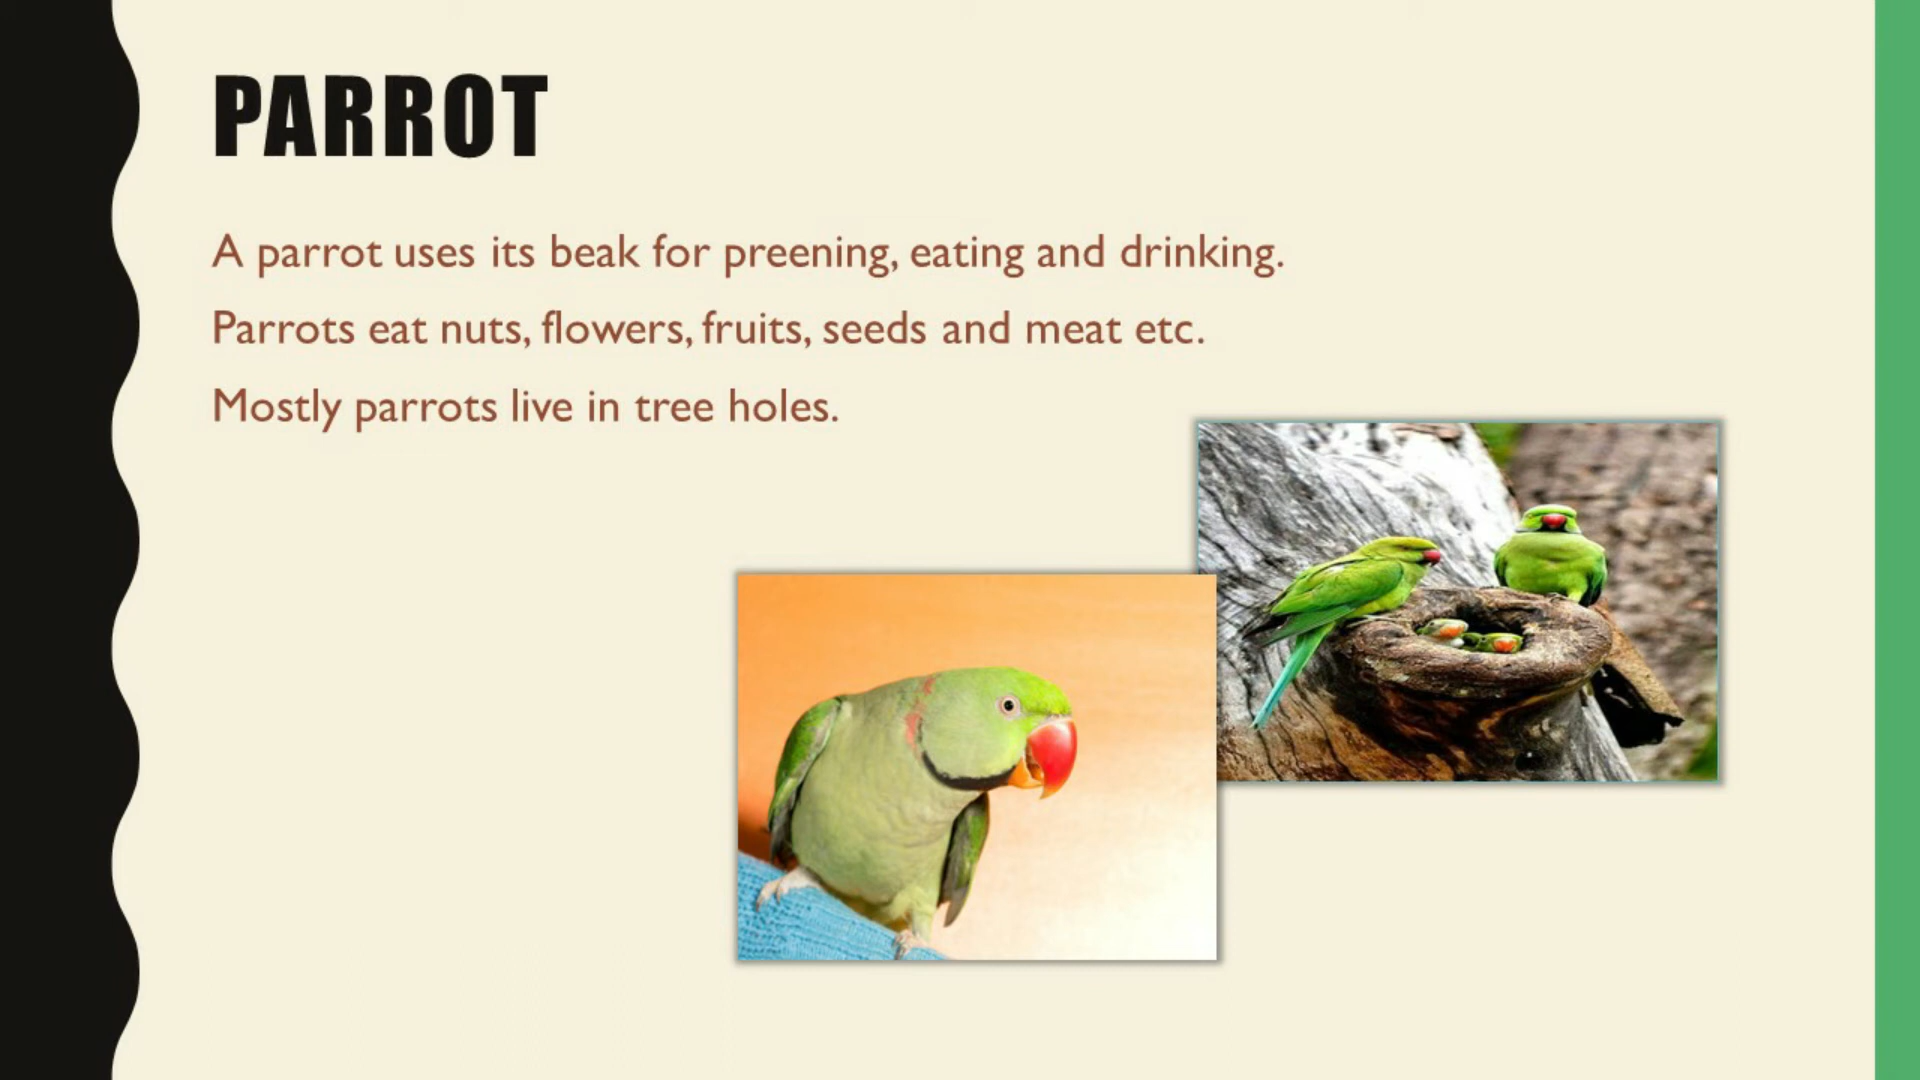 PARROT
A parrot uses its beak for preening, eating and drinking.
Parrots eat nuts, flowers, fruits, seeds and meat etc.
Mostly parrots live in tree holes.